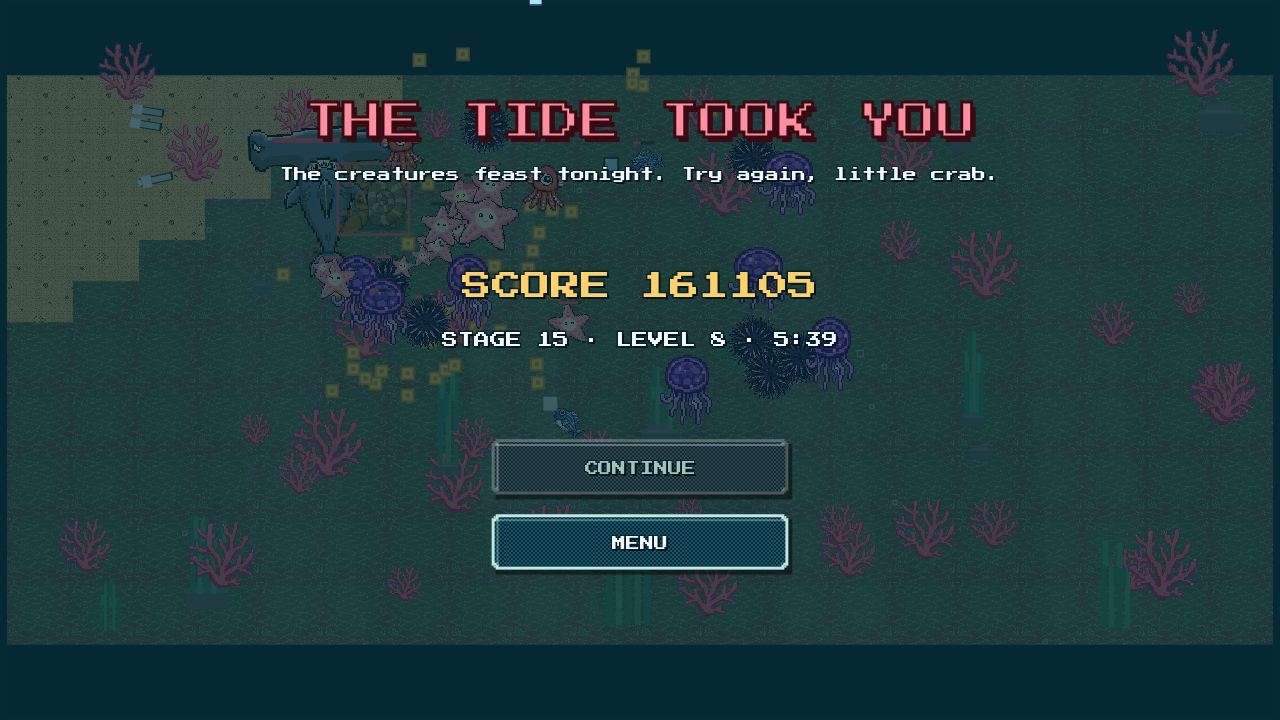 THE TIDE TOOK YOU
The creatures feast tonight. Try again, little crab.
SCORE 161105
STAGE 15 · LEVEL 8 · 5:39
CONTINUE
MENU